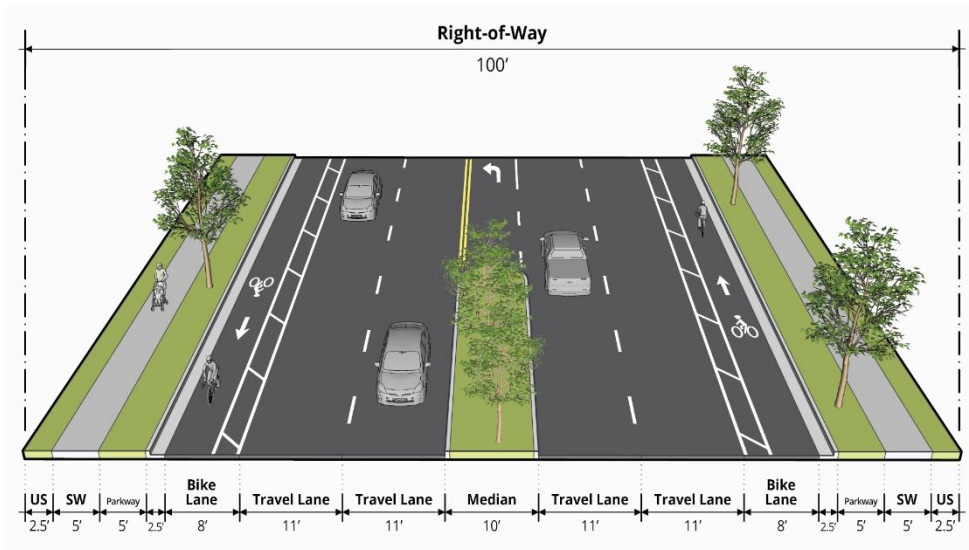 Right-of-Way
100’
US SW Parkway Bike Lane Travel Lane Travel Lane Median Travel Lane Travel Lane Bike Lane Parkway SW US
2.5’ 5’ 5’ 2.5’ 8’ 11’ 11’ 10’ 11’ 11’ 8’ 2.5’ 5’ 5’ 2.5’